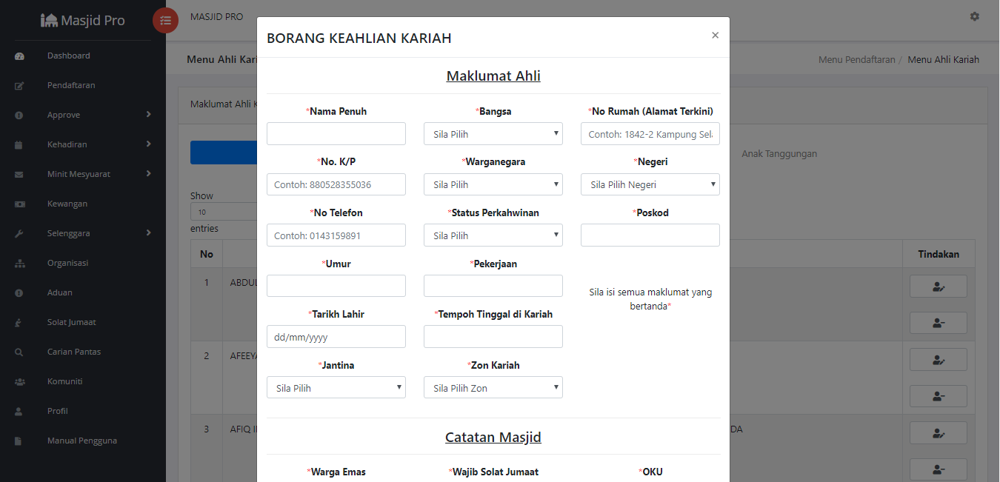 Masjid Pro
MASJID PRO
Dashboard
Pendaftaran
Approve
Kehadiran
Minit Mesyuarat
Kewangan
Selenggara
Organisasi
Aduan
Solat Jumaat
Carian Pantas
Komuniti
Profil
Manual Pengguna
Menu Ahli Kari
Menu Pendaftaran / Menu Ahli Kariah
Maklumat Ahli K
Anak Tanggungan
Show
10
entries
No
Tindakan
1 ABDUL
2 AFEEYA
3 AFIQ I
DA
BORANG KEAHLIAN KARIAH ×
Maklumat Ahli
*Nama Penuh *Bangsa *No Rumah (Alamat Terkini)
Sila Pilih Contoh: 1842-2 Kampung Sela
*No. K/P *Warganegara *Negeri
Contoh: 880528355036 Sila Pilih Sila Pilih Negeri
*No Telefon *Status Perkahwinan *Poskod
Contoh: 0143159891 Sila Pilih
*Umur *Pekerjaan
Sila isi semua maklumat yang
bertanda*
*Tarikh Lahir *Tempoh Tinggal di Kariah
dd/mm/yyyy
*Jantina *Zon Kariah
Sila Pilih Sila Pilih Zon
Catatan Masjid
*Warga Emas *Wajib Solat Jumaat *OKU